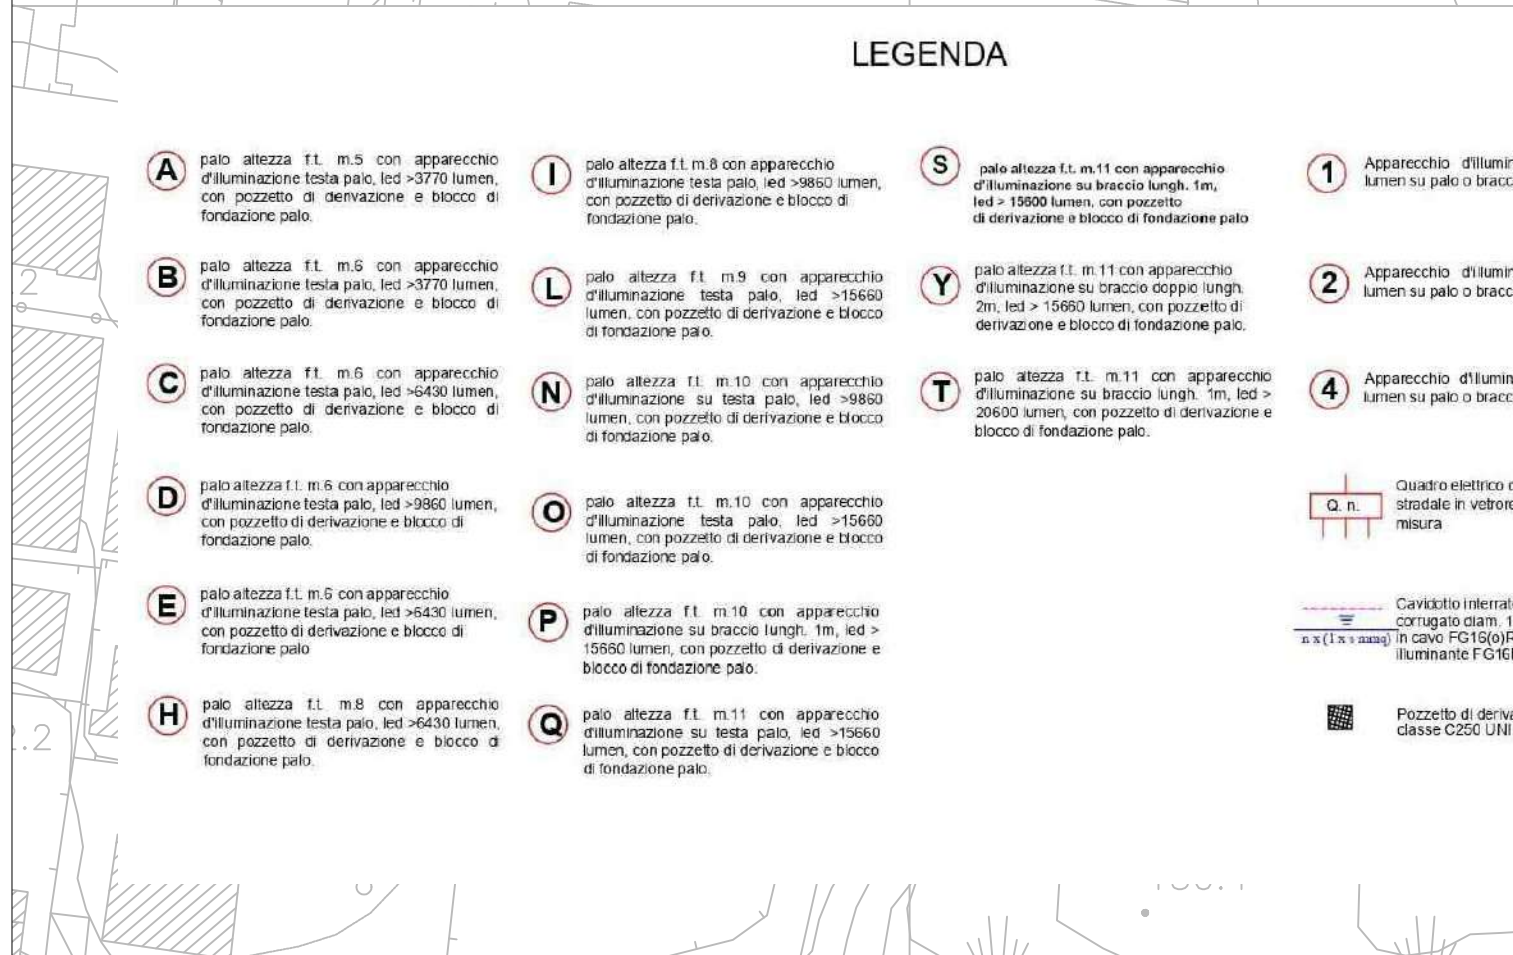 LEGENDA
A
palo altezza f.t. m.5 con apparecchio
d'illuminazione testa palo, led >3770 lumen,
con pozzetto di derivazione e blocco di
fondazione palo.
B
palo altezza f.t. m.6 con apparecchio
d'illuminazione testa palo, led >3770 lumen,
con pozzetto di derivazione e blocco di
fondazione palo.
C
palo altezza f.t. m.6 con apparecchio
d'illuminazione testa palo, led >6430 lumen,
con pozzetto di derivazione e blocco di
fondazione palo.
D
palo altezza f.t. m.6 con apparecchio
d'illuminazione testa palo, led >9860 lumen,
con pozzetto di derivazione e blocco di
fondazione palo.
E
palo altezza f.t. m.6 con apparecchio
d'illuminazione testa palo, led >6430 lumen,
con pozzetto di derivazione e blocco di
fondazione palo
H
palo altezza f.t. m.8 con apparecchio
d'illuminazione testa palo, led >6430 lumen,
con pozzetto di derivazione e blocco d
fondazione palo.
I
palo altezza f.t. m.8 con apparecchio
d'illuminazione testa palo, led >9860 lumen,
con pozzetto di derivazione e blocco di
fondazione palo.
L
palo altezza f.t. m.9 con apparecchio
d'illuminazione testa palo, led >15660
lumen, con pozzetto di derivazione e blocco
di fondazione palo.
N
palo altezza f.t. m.10 con apparecchio
d'illuminazione su testa palo, led >9860
lumen, con pozzetto di derivazione e blocco
di fondazione palo.
O
palo altezza f.t. m.10 con apparecchio
d'illuminazione testa palo, led >15660
lumen, con pozzetto di derivazione e blocco
di fondazione palo.
P
palo altezza f.t. m.10 con apparecchio
d'illuminazione su braccio lungh. 1m, led >
15660 lumen, con pozzetto di derivazione e
blocco di fondazione palo.
Q
palo altezza f.t. m.11 con apparecchio
d'illuminazione su testa palo, led >15660
lumen, con pozzetto di derivazione e blocco
di fondazione palo.
S
palo altezza f.t. m.11 con apparecchio
d'illuminazione su braccio lungh. 1m,
led > 15600 lumen, con pozzetto
di derivazione e blocco di fondazione palo
Y
palo altezza f.t. m.11 con apparecchio
d'illuminazione su braccio doppio lungh.
2m, led > 15660 lumen, con pozzetto di
derivazione e blocco di fondazione palo.
T
palo altezza f.t. m.11 con apparecchio
d'illuminazione su braccio lungh. 1m, led >
20600 lumen, con pozzetto di derivazione e
blocco di fondazione palo.
1
Apparecchio d'illumin
lumen su palo o bracc
2
Apparecchio d'illumin
lumen su palo o bracc
4
Apparecchio d'illumin
lumen su palo o bracc
Q. n.
Quadro elettrico
stradale in vetrore
misura
n x (1 x s mmq)
Cavidotto interrat
corrugato diam. 1
in cavo FG16(o)R
illuminante FG16
Pozzetto di deriva
classe C250 UNI
2
.2